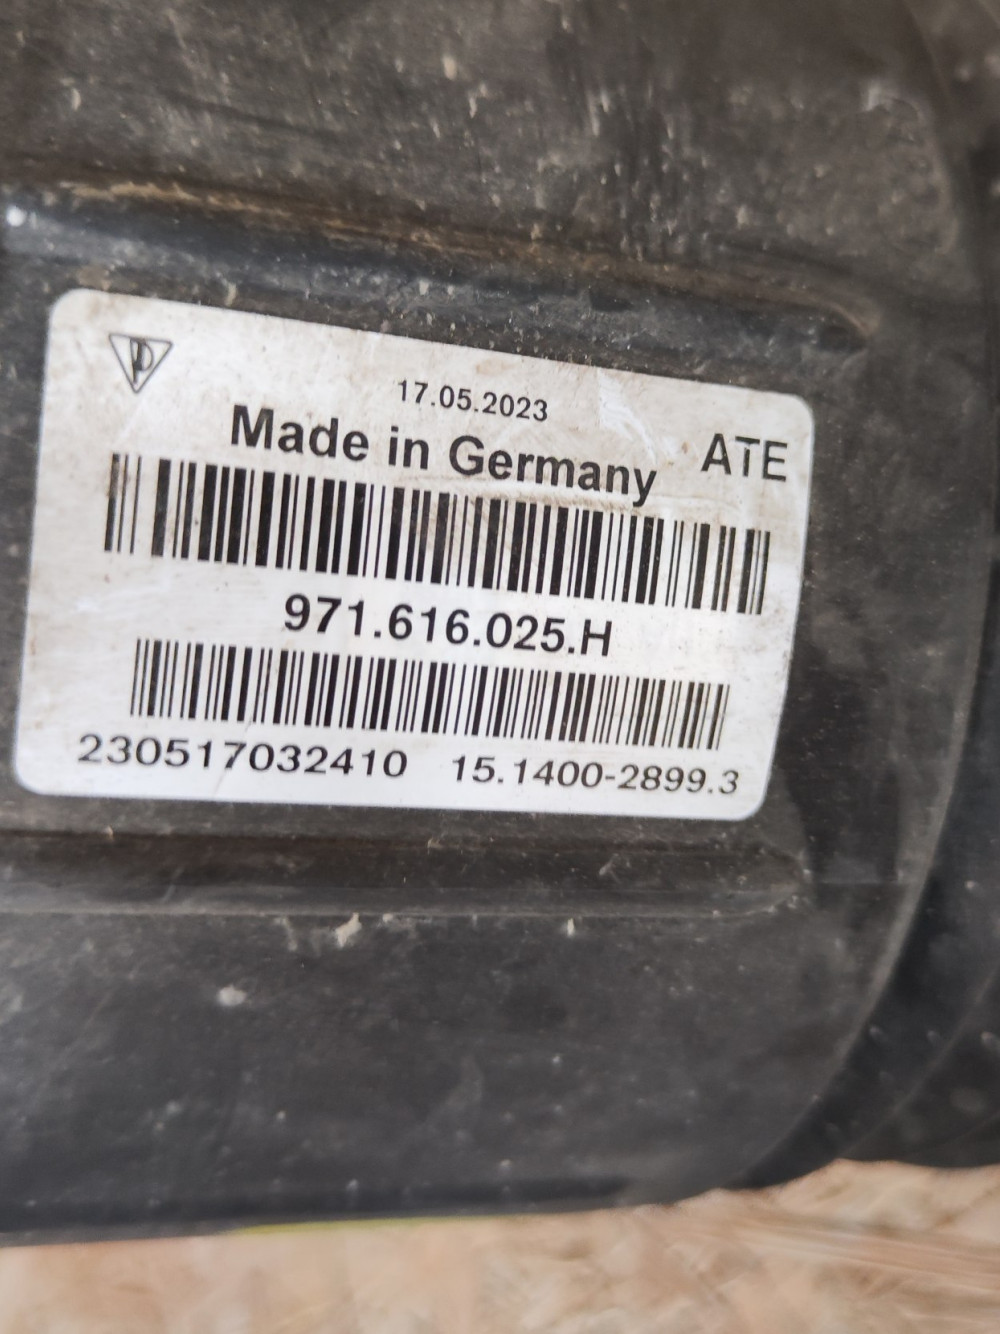 17.05.2023
Made in Germany
ATE
971.616.025.H
230517032410 15.1400-2899.3